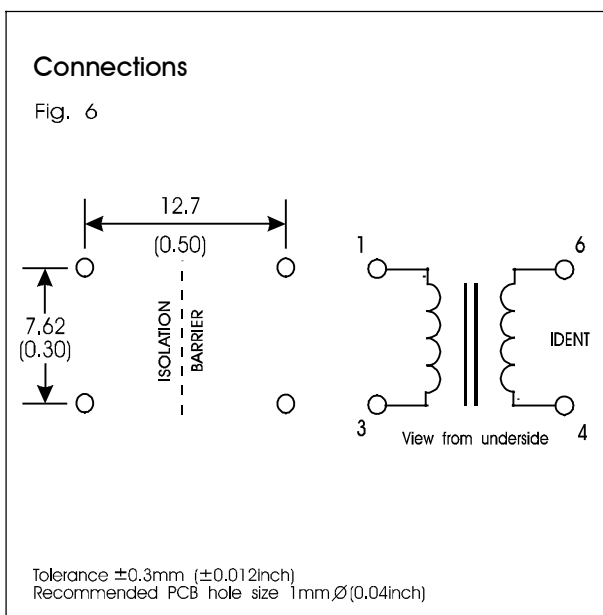 Connections
Fig. 6
12.7
(0.50)
7.62
(0.30)
ISOLATION
BARRIER
1
6
IDENT
3
4
View from underside
Tolerance ±0.3mm (±0.012inch)
Recommended PCB hole size 1mmØ(0.04inch)